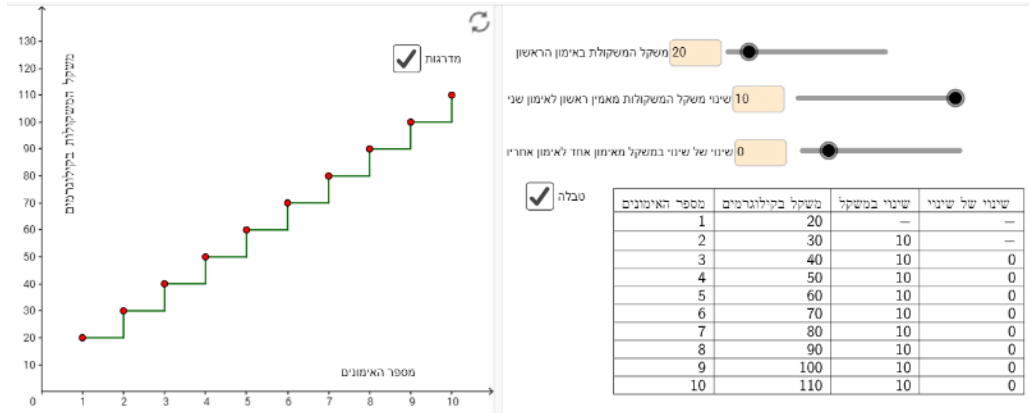 משקל המשקולות בקילוגרמים
130
120
110
100
90
80
70
60
50
40
30
20
10
0 1 2 3 4 5 6 7 8 9 10
מספר האימונים
מדרגות
משקל המשקולת באימון הראשון 20
שינוי משקל המשקולות מאמין ראשון לאימון שני 10
שינוי של שינוי במשקל מאימון אחד לאימון אחריו 0
טבלה
מספר האימונים משקל בקילוגרמים שינוי במשקל שינוי של שינוי
1 20 – –
2 30 10 –
3 40 10 0
4 50 10 0
5 60 10 0
6 70 10 0
7 80 10 0
8 90 10 0
9 100 10 0
10 110 10 0